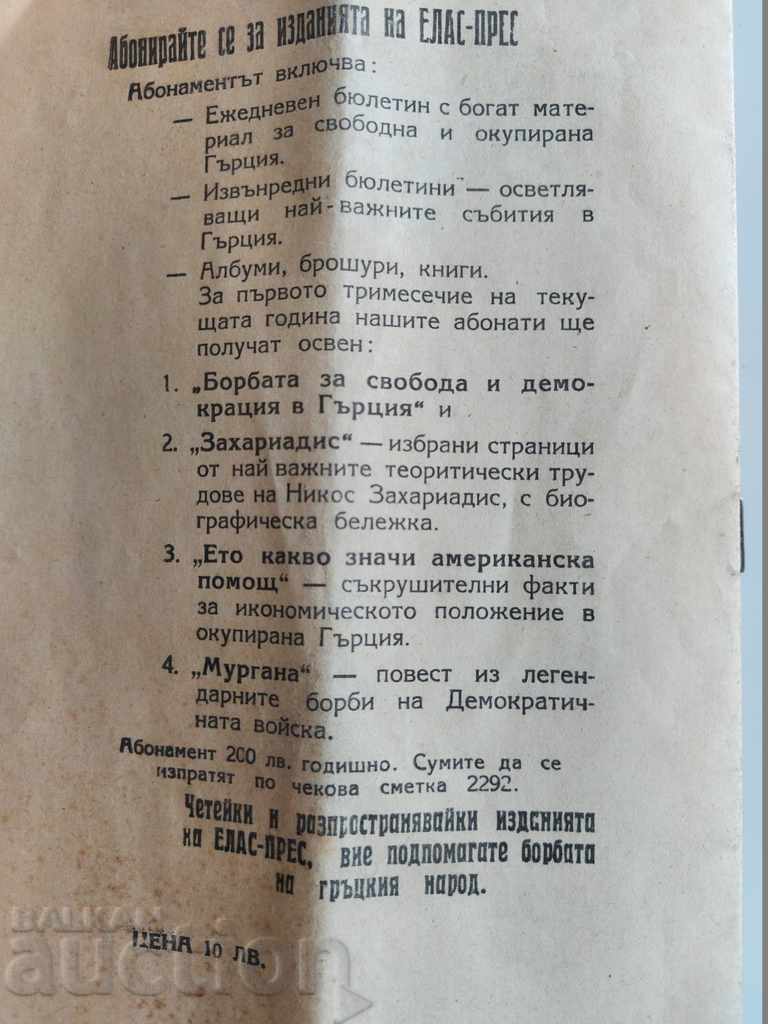 Абонирайте се за изданията на ЕЛАС-ПРЕС
Абонаментът включва:
— Ежедневен бюлетин с богат мате-
риал за свободна и окупирана
Гърция.
— Извънредни бюлетини — осветля-
ващи най-важните събития в
Гърция.
— Албуми, брошури, книги.
За първото тримесечие на теку-
щата година нашите абонати ще
получат освен:
1. „Борбата за свобода и демо-
крация в Гърция“ и
2. „Захариадис“ — избрани страници
от най важните теоритически тру-
дове на Никос Захариадис, с био-
графическа бележка.
3. „Ето какво значи американска
помощ“ — съкрушителни факти
за икономическото положение в
окупирана Гърция.
4. „Мургана“ — повест из леген-
дарните борби на Демократич-
ната войска.
Абонамент 200 лв. годишно. Сумите да се
изпратят по чекова сметка 2292.
Четейки и разпространявайки изданията
на ЕЛАС-ПРЕС, вие подпомагате борбата
на гръцкия народ.
ЦЕНА 10 ЛВ.
BALKAN
auction